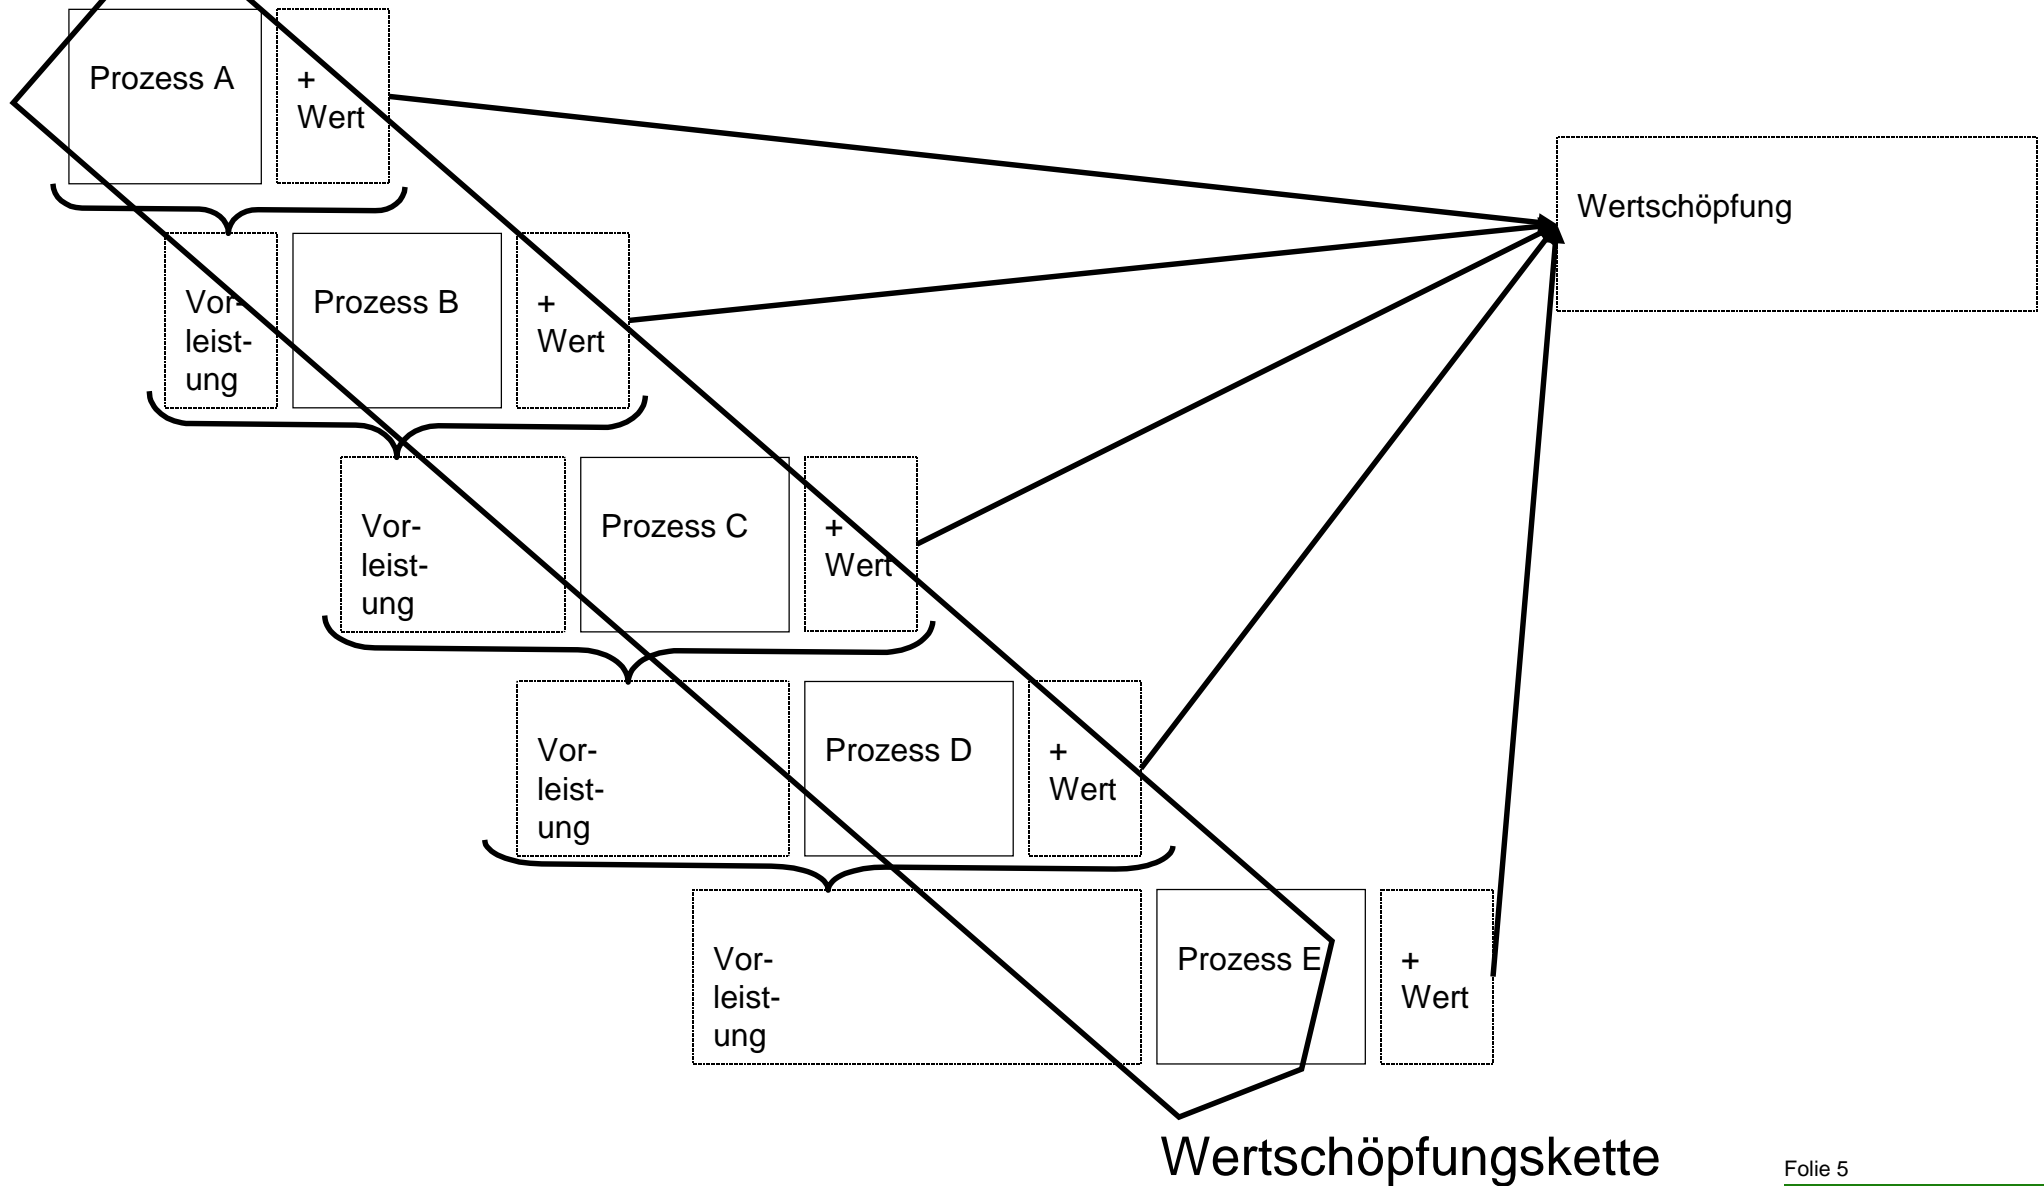 Prozess A
+
Wert
Wertschöpfung
Vor-
leist-
ung
Prozess B
+
Wert
Vor-
leist-
ung
Prozess C
+
Wert
Vor-
leist-
ung
Prozess D
+
Wert
Vor-
leist-
ung
Prozess E
+
Wert
Wertschöpfungskette
Folie 5